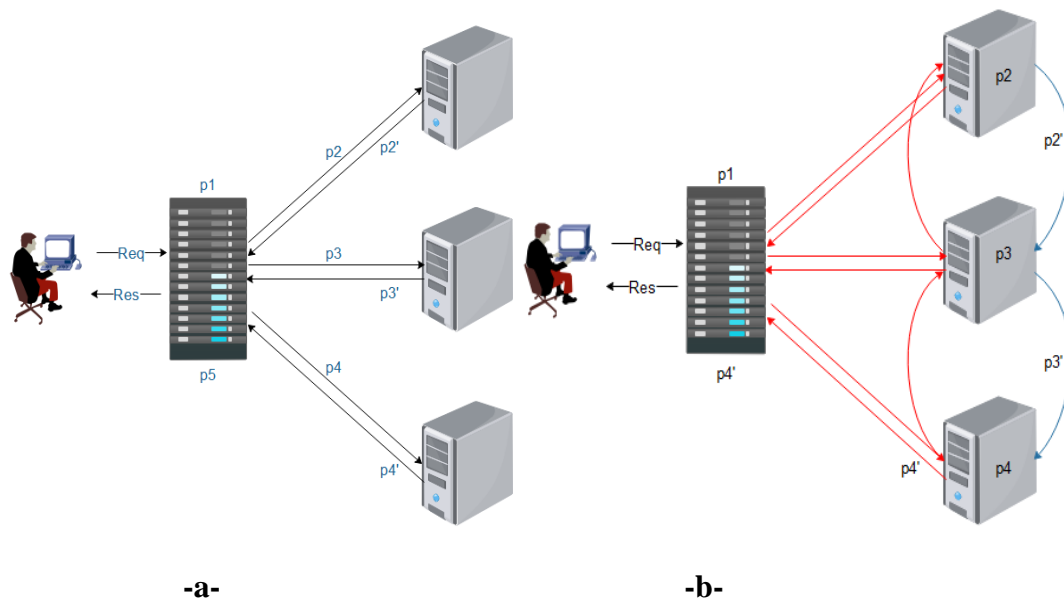 p1
p2
p2'
Req
p3
Res
p3'
p5
p4
p4'
-a-
p2
p2'
p1
Req
p3
Res
p4'
p3'
p4'
p4
-b-